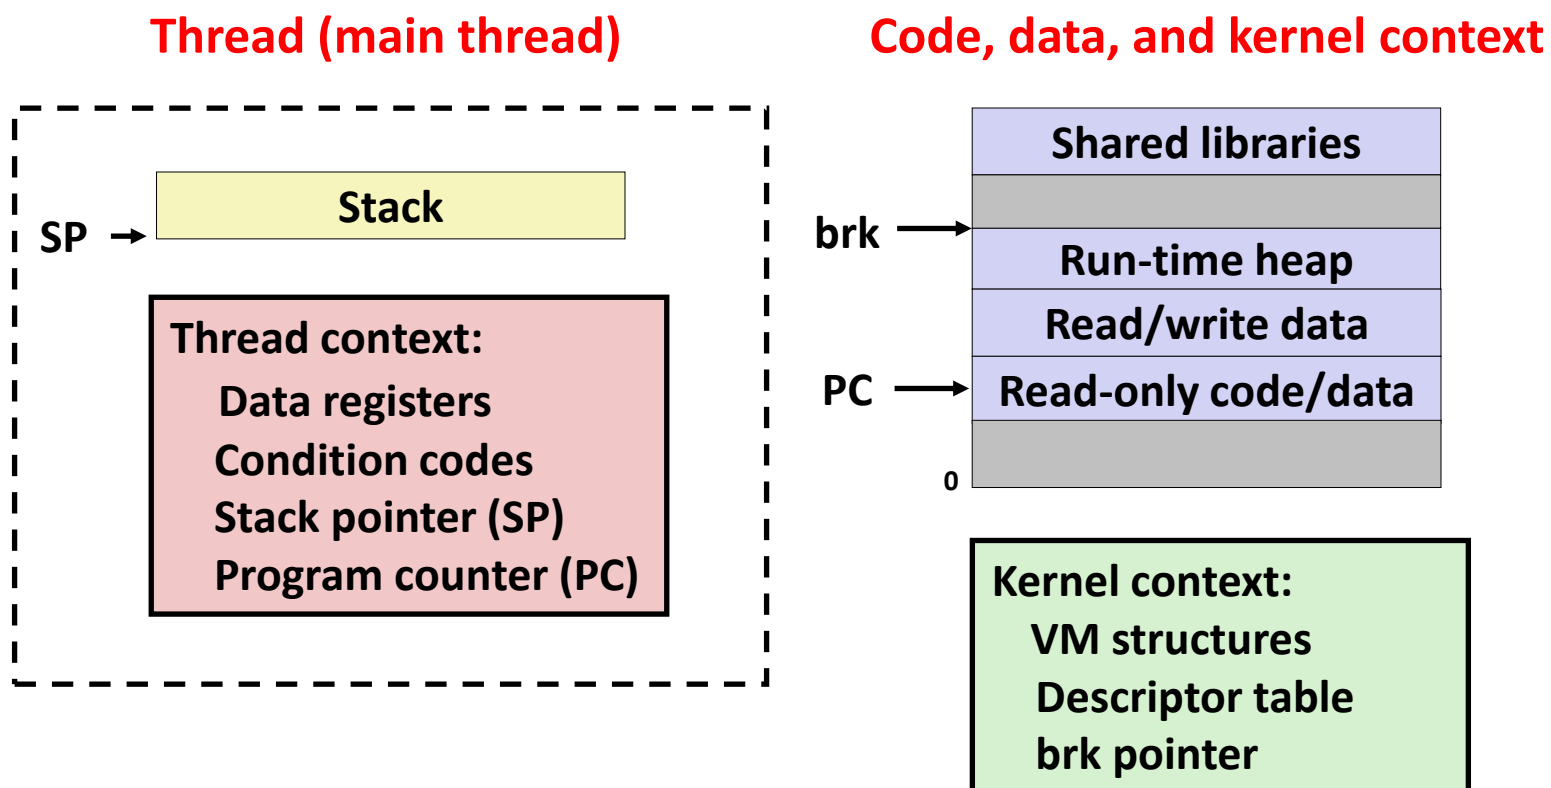 Thread (main thread)
SP
Stack
Thread context:
Data registers
Condition codes
Stack pointer (SP)
Program counter (PC)
Code, data, and kernel context
Shared libraries
brk
Run-time heap
Read/write data
PC
Read-only code/data
0
Kernel context:
VM structures
Descriptor table
brk pointer